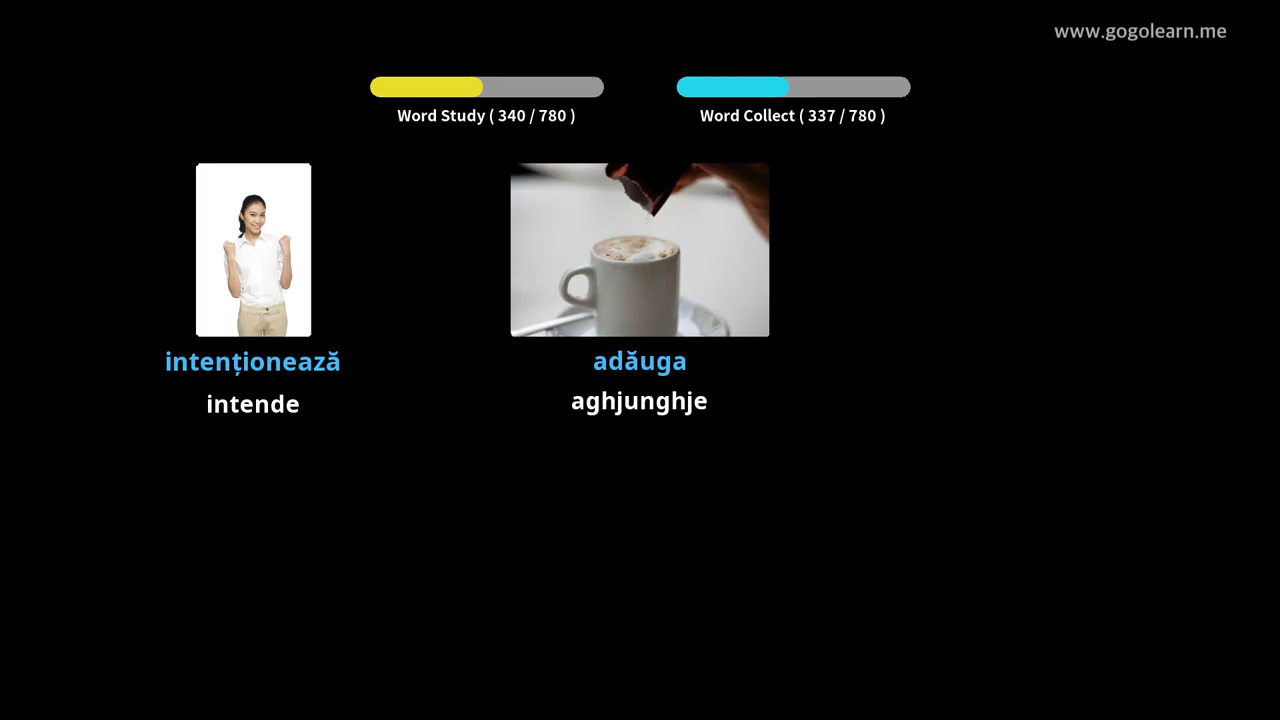 www.gogolearn.me
Word Study ( 340 / 780 )
Word Collect ( 337 / 780 )
intenționează
adăuga
intende
aghjunghje